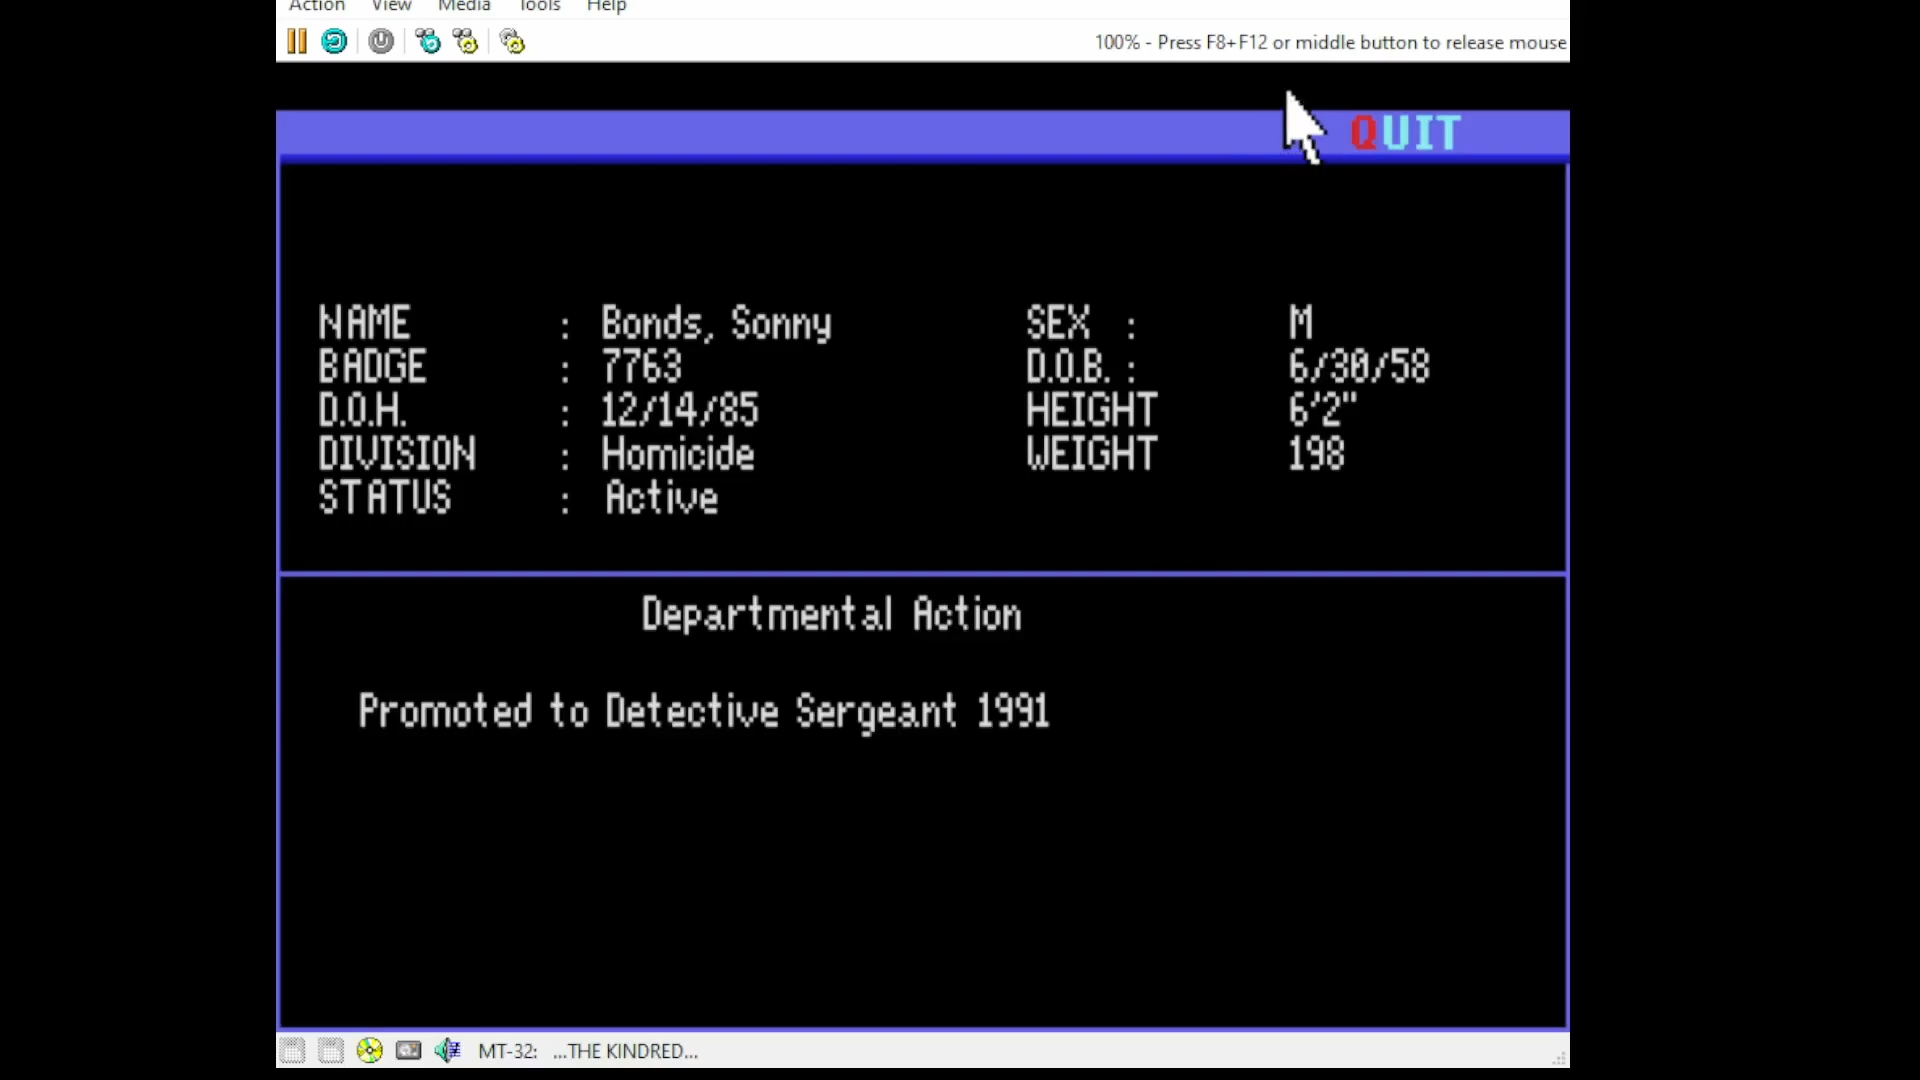 Action View Media Tools Help
100% - Press F8+F12 or middle button to release mouse
QUIT
NAME : Bonds, Sonny SEX : M
BADGE : 7763 D.O.B. : 6/30/58
D.O.H. : 12/14/85 HEIGHT 6'2"
DIVISION : Homicide WEIGHT 198
STATUS : Active
Departmental Action
Promoted to Detective Sergeant 1991
MT-32: ...THE KINDRED...